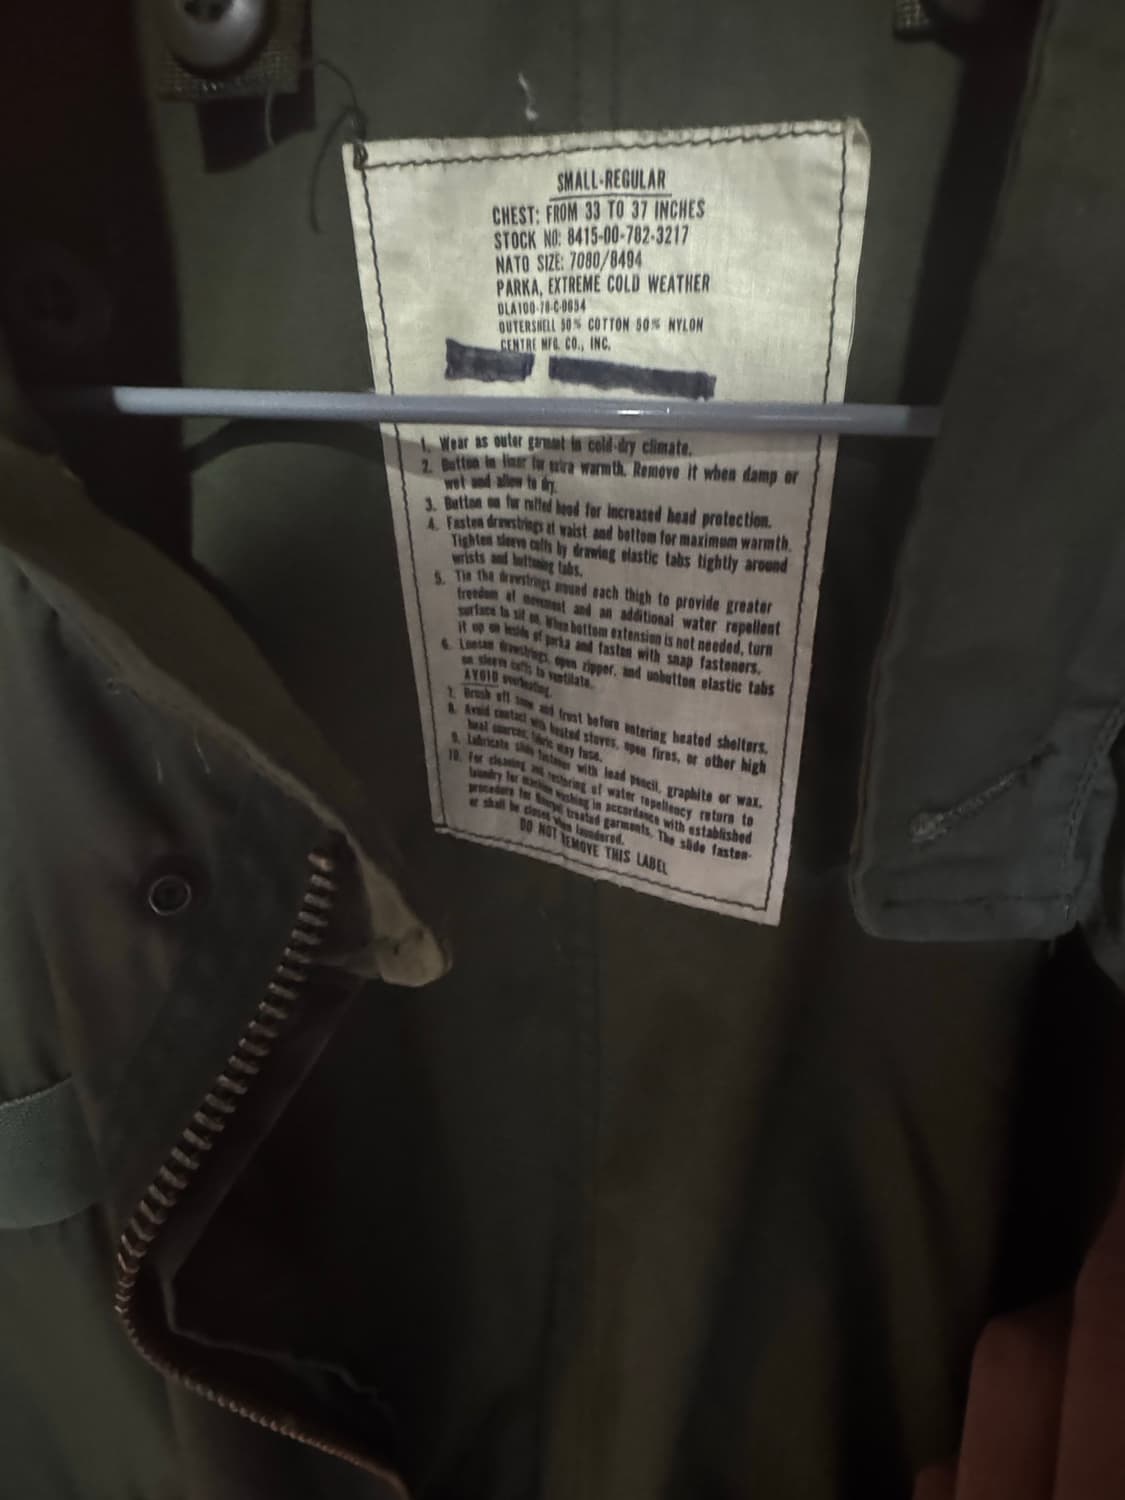 SMALL-REGULAR
CHEST: FROM 33 TO 37 INCHES
STOCK NO: 8415-00-782-3217
NATO SIZE: 7080/8494
PARKA, EXTREME COLD WEATHER
DLA100-78-C-0654
OUTERSHELL 50% COTTON 50% NYLON
CENTRE MFG. CO., INC.
1. Wear as outer garment in cold-dry climate.
2. Button in liner for extra warmth. Remove it when damp or
wet and allow to dry.
3. Button on fur ruffed hood for increased head protection.
4. Fasten drawstrings at waist and bottom for maximum warmth.
Tighten sleeve cuffs by drawing elastic tabs tightly around
wrists and buttoning tabs.
5. Tie the drawstrings around each thigh to provide greater
freedom of movement and an additional water repellent
surface to sit on. When bottom extension is not needed, turn
it up on inside of parka and fasten with snap fasteners.
6. Loosen drawstrings, open zipper, and unbutton elastic tabs
on sleeve cuffs to ventilate.
AVOID overheating.
7. Brush off snow and frost before entering heated shelters.
8. Avoid contact with heated stoves, open fires, or other high
heat sources; fabric may fuse.
9. Lubricate slide fastener with lead pencil, graphite or wax.
10. For cleaning and restoring of water repellency return to
laundry for machine washing in accordance with established
procedure for Quarpel treated garments. The slide fasten-
er shall be closed when laundered.
DO NOT REMOVE THIS LABEL